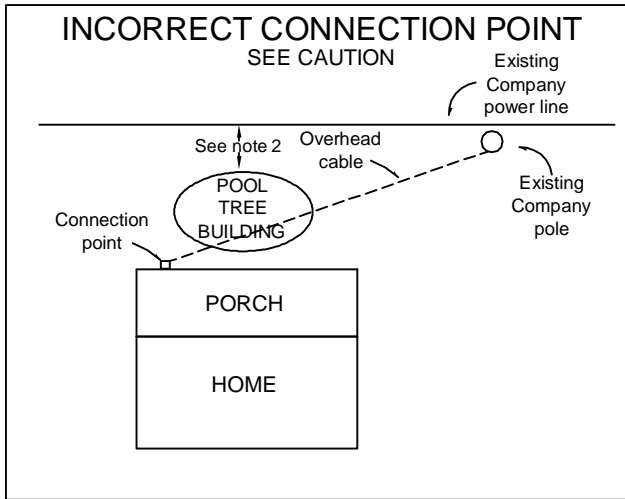 INCORRECT CONNECTION POINT
SEE CAUTION
Existing
Company
power line
See note 2
Overhead
cable
POOL
TREE
BUILDING
Existing
Company
pole
Connection
point
PORCH
HOME